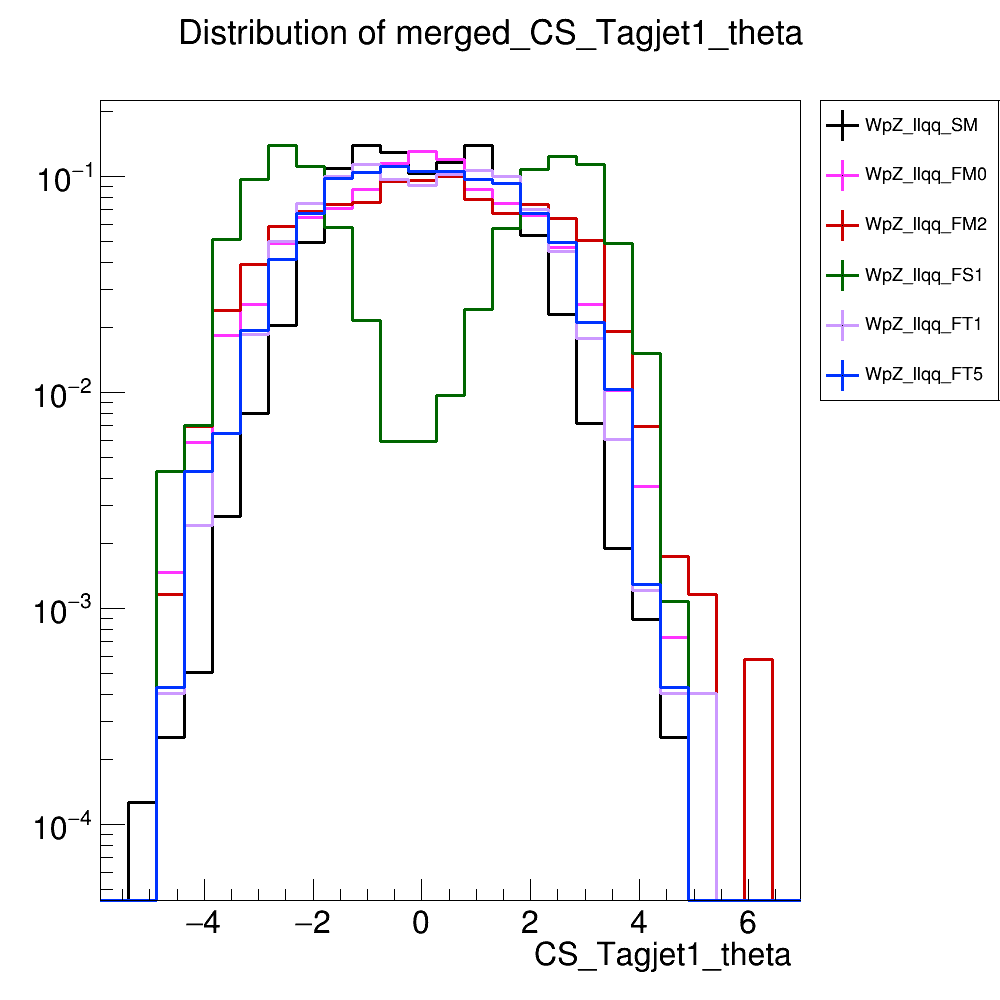 Distribution of merged_CS_Tagjet1_theta
WpZ_llqq_SM
WpZ_llqq_FM0
WpZ_llqq_FM2
WpZ_llqq_FS1
WpZ_llqq_FT1
WpZ_llqq_FT5
10⁻¹
10⁻²
10⁻³
10⁻⁴
−4 −2 0 2 4 6
CS_Tagjet1_theta